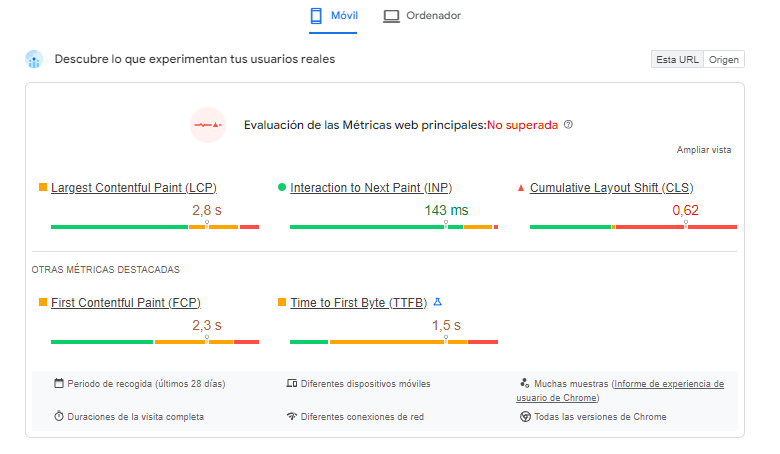 Móvil
Ordenador
Descubre lo que experimentan tus usuarios reales
Esta URL
Origen
Evaluación de las Métricas web principales:No superada
Ampliar vista
Largest Contentful Paint (LCP)
2,8 s
Interaction to Next Paint (INP)
143 ms
Cumulative Layout Shift (CLS)
0,62
OTRAS MÉTRICAS DESTACADAS
First Contentful Paint (FCP)
2,3 s
Time to First Byte (TTFB)
1,5 s
Periodo de recogida (últimos 28 días)
Diferentes dispositivos móviles
Muchas muestras (Informe de experiencia de
usuario de Chrome)
Duraciones de la visita completa
Diferentes conexiones de red
Todas las versiones de Chrome